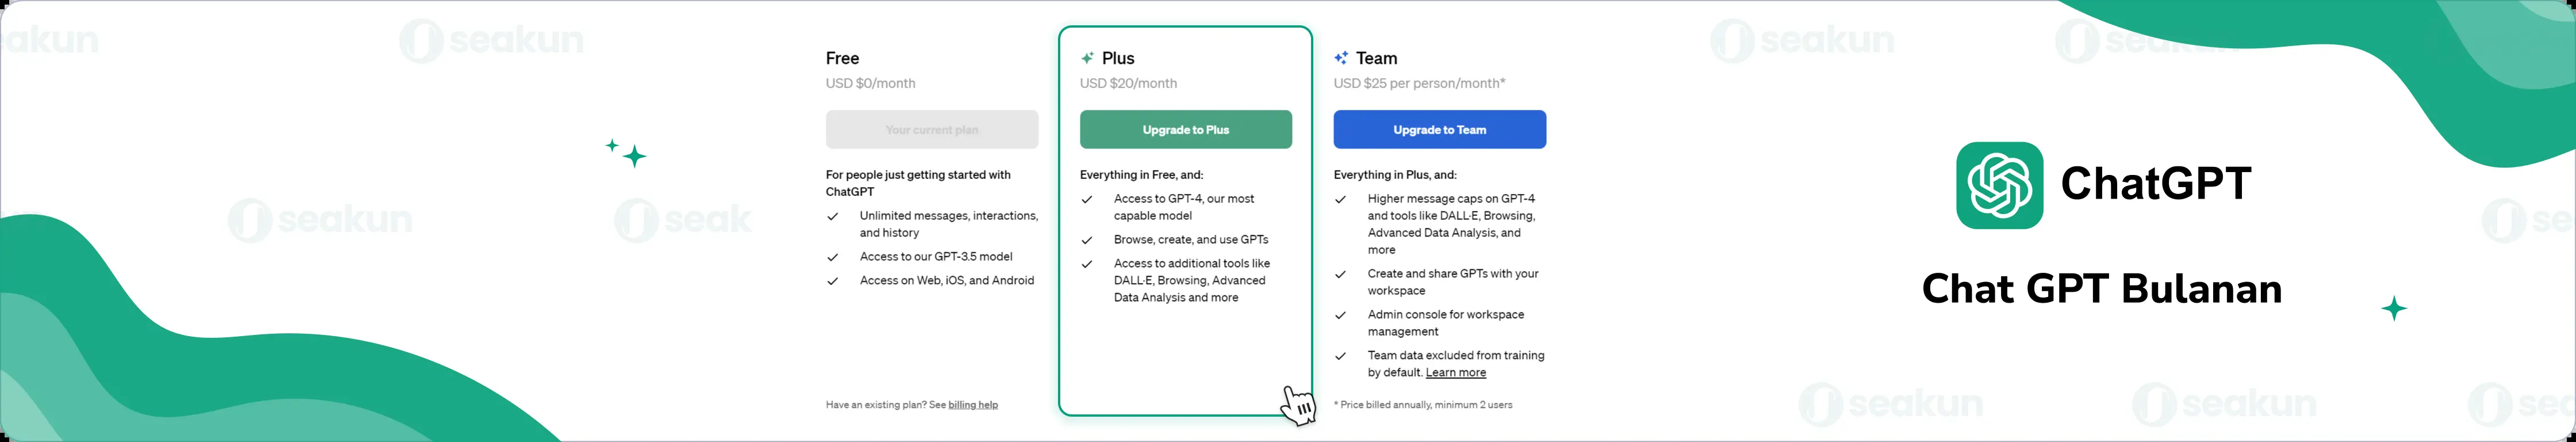 akun
seakun
seakun
seak
Free
USD $0/month
Your current plan
For people just getting started with
ChatGPT
Unlimited messages, interactions,
and history
Access to our GPT-3.5 model
Access on Web, iOS, and Android
Have an existing plan? See billing help
Plus
USD $20/month
Upgrade to Plus
Everything in Free, and:
Access to GPT-4, our most
capable model
Browse, create, and use GPTs
Access to additional tools like
DALL·E, Browsing, Advanced
Data Analysis and more
Team
USD $25 per person/month*
Upgrade to Team
Everything in Plus, and:
Higher message caps on GPT-4
and tools like DALL·E, Browsing,
Advanced Data Analysis, and
more
Create and share GPTs with your
workspace
Admin console for workspace
management
Team data excluded from training
by default. Learn more
* Price billed annually, minimum 2 users
seakun
ChatGPT
Chat GPT Bulanan
se
seakun
seakun